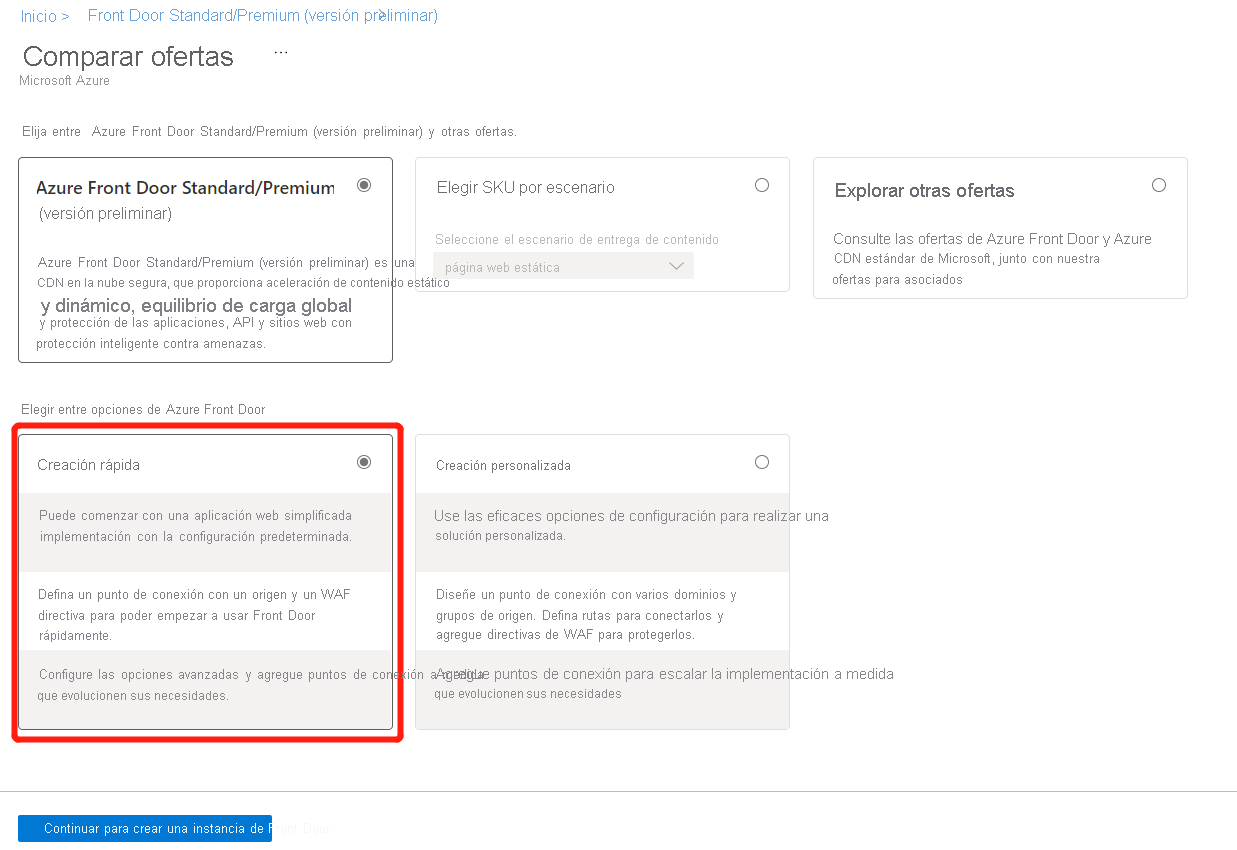 Inicio > Front Door Standard/Premium (versión preliminar)
Comparar ofertas ...
Microsoft Azure
Elija entre Azure Front Door Standard/Premium (versión preliminar) y otras ofertas.
Azure Front Door Standard/Premium
(versión preliminar)
Azure Front Door Standard/Premium (versión preliminar) es una
CDN en la nube segura, que proporciona aceleración de contenido estático
y dinámico, equilibrio de carga global
y protección de las aplicaciones, API y sitios web con
protección inteligente contra amenazas.
Elegir SKU por escenario
Seleccione el escenario de entrega de contenido
página web estática
Explorar otras ofertas
Consulte las ofertas de Azure Front Door y Azure
CDN estándar de Microsoft, junto con nuestra
ofertas para asociados
Elegir entre opciones de Azure Front Door
Creación rápida
Puede comenzar con una aplicación web simplificada
implementación con la configuración predeterminada.
Defina un punto de conexión con un origen y un WAF
directiva para poder empezar a usar Front Door
rápidamente.
Configure las opciones avanzadas y agregue puntos de conexión a medida
que evolucionen sus necesidades.
Creación personalizada
Use las eficaces opciones de configuración para realizar una
solución personalizada.
Diseñe un punto de conexión con varios dominios y
grupos de origen. Defina rutas para conectarlos y
agregue directivas de WAF para protegerlos.
Agregue puntos de conexión para escalar la implementación a medida
que evolucionen sus necesidades
Continuar para crear una instancia de Front Door